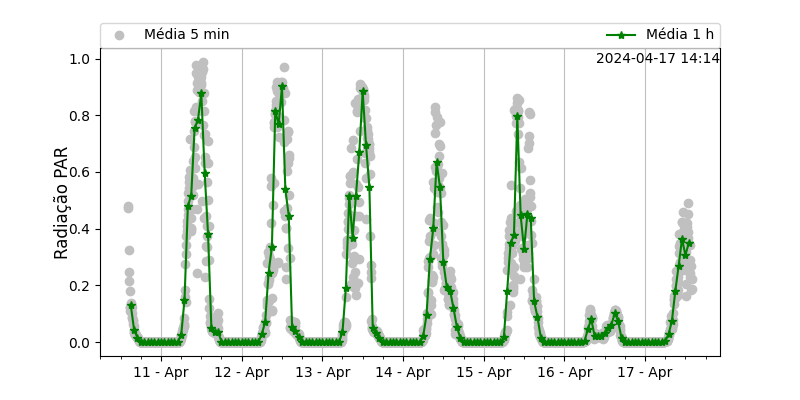 Média 5 min
Média 1 h
2024-04-17 14:14
Radiação PAR
1.0
0.8
0.6
0.4
0.2
0.0
11 - Apr
12 - Apr
13 - Apr
14 - Apr
15 - Apr
16 - Apr
17 - Apr